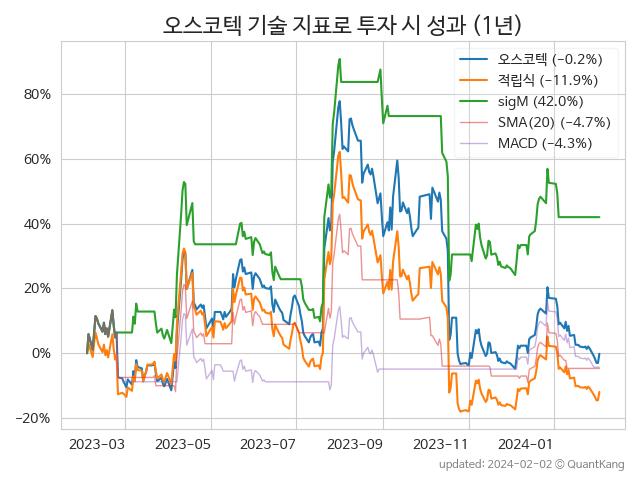 오스코텍 기술 지표로 투자 시 성과 (1년)
오스코텍 (−0.2%)
적립식 (−11.9%)
sigM (42.0%)
SMA(20) (−4.7%)
MACD (−4.3%)
80%
60%
40%
20%
0%
−20%
2023-03
2023-05
2023-07
2023-09
2023-11
2024-01
updated: 2024-02-02 © QuantKang